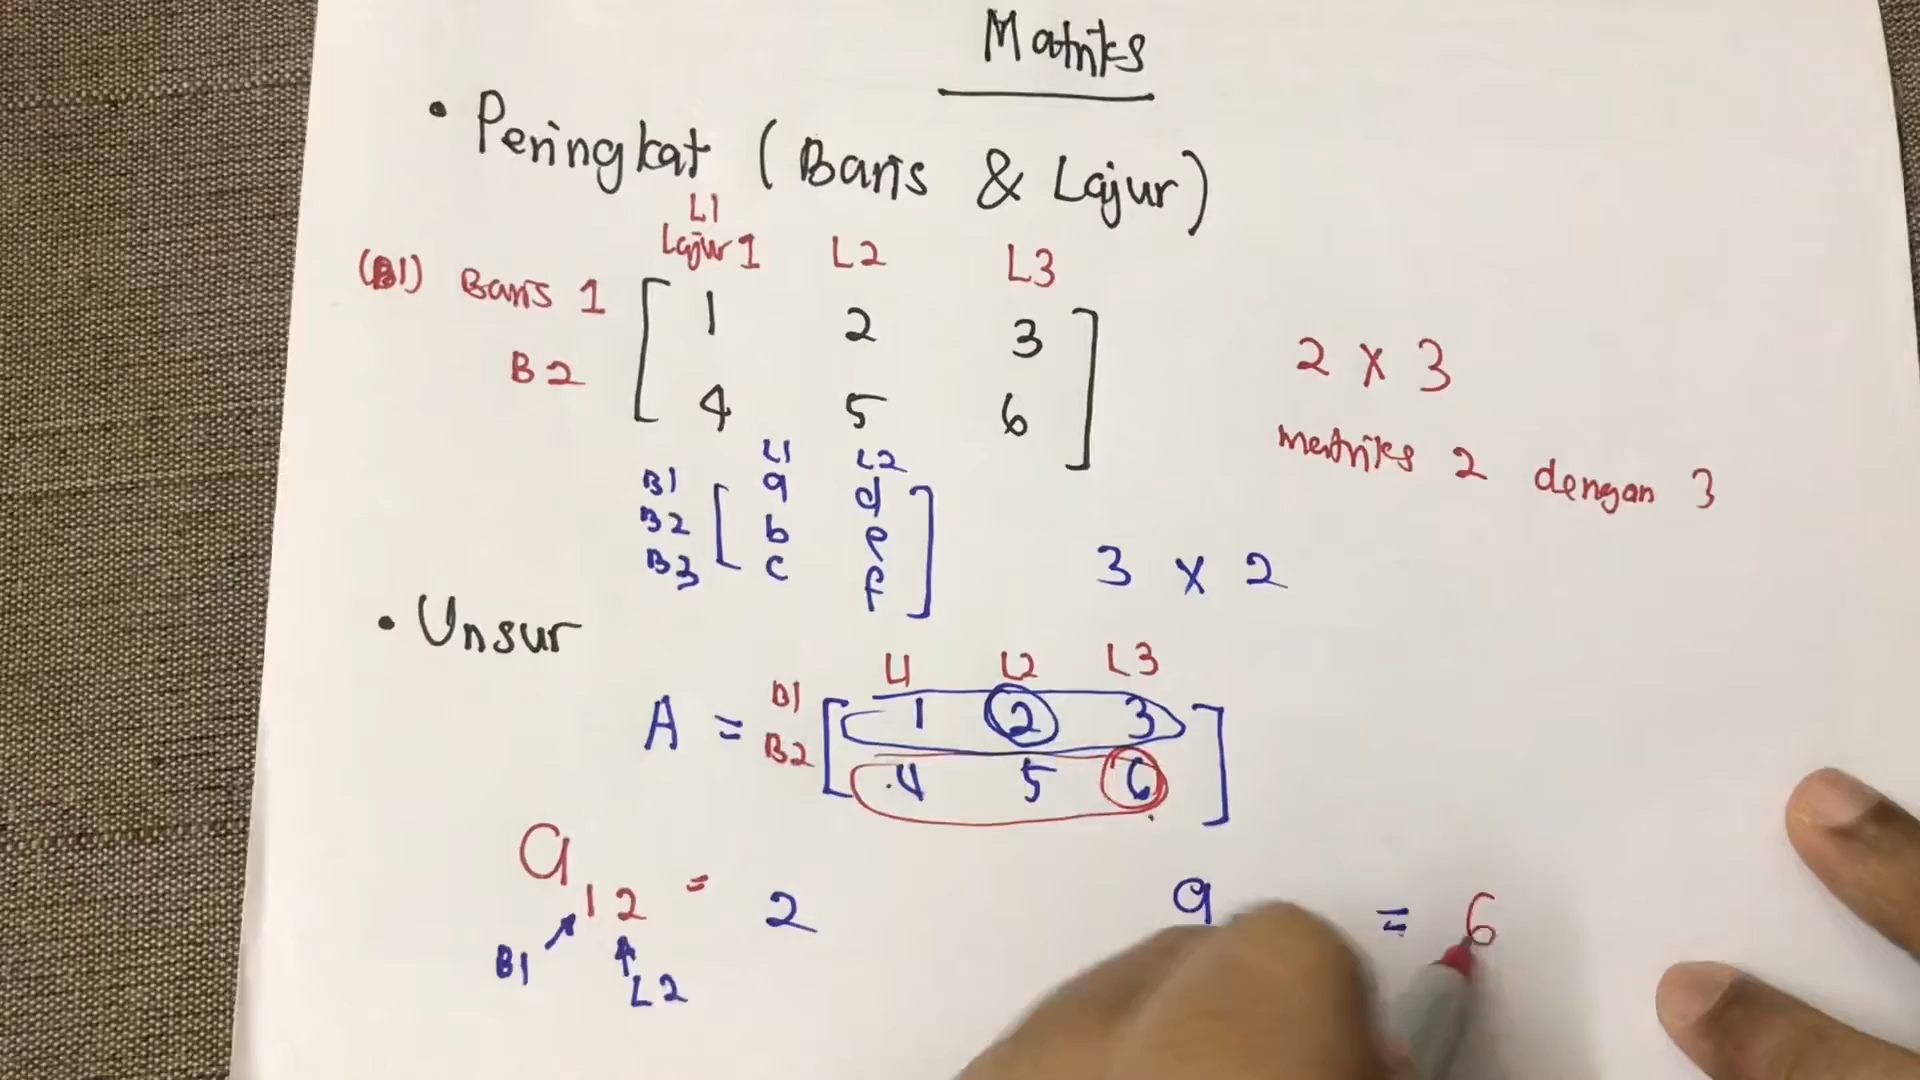 Matriks
• Peringkat (Baris & Lajur)
L1
Lajur 1 L2 L3
(B1) Baris 1 [ 1 2 3 ]
B2 4 5 6
2 x 3
matriks 2 dengan 3
L1 L2
B1 [ a d ]
B2 b e
B3 c f
3 x 2
• Unsur
L1 L2 L3
A = B1 [ 1 2 3 ]
B2 4 5 6
a12 = 2
B1
L2
a = 6